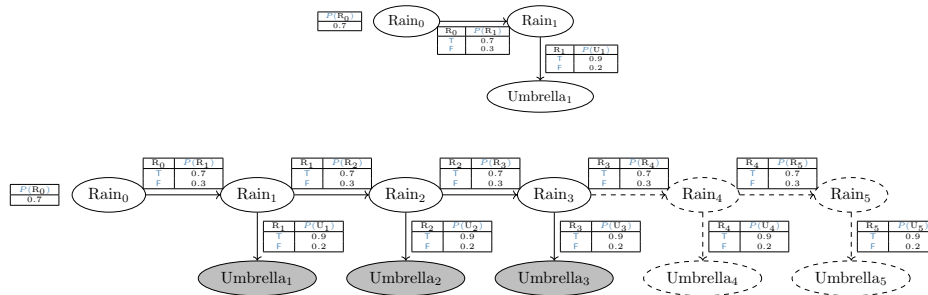 P(R₀)
0.7
Rain₀
Rain₁
R₀ P(R₁)
T 0.7
F 0.3
R₁ P(U₁)
T 0.9
F 0.2
Umbrella₁
P(R₀)
0.7
Rain₀
R₀ P(R₁)
T 0.7
F 0.3
Rain₁
R₁ P(R₂)
T 0.7
F 0.3
Rain₂
R₂ P(R₃)
T 0.7
F 0.3
Rain₃
R₃ P(R₄)
T 0.7
F 0.3
Rain₄
R₄ P(R₅)
T 0.7
F 0.3
Rain₅
R₁ P(U₁)
T 0.9
F 0.2
R₂ P(U₂)
T 0.9
F 0.2
R₃ P(U₃)
T 0.9
F 0.2
R₄ P(U₄)
T 0.9
F 0.2
R₅ P(U₅)
T 0.9
F 0.2
Umbrella₁
Umbrella₂
Umbrella₃
Umbrella₄
Umbrella₅